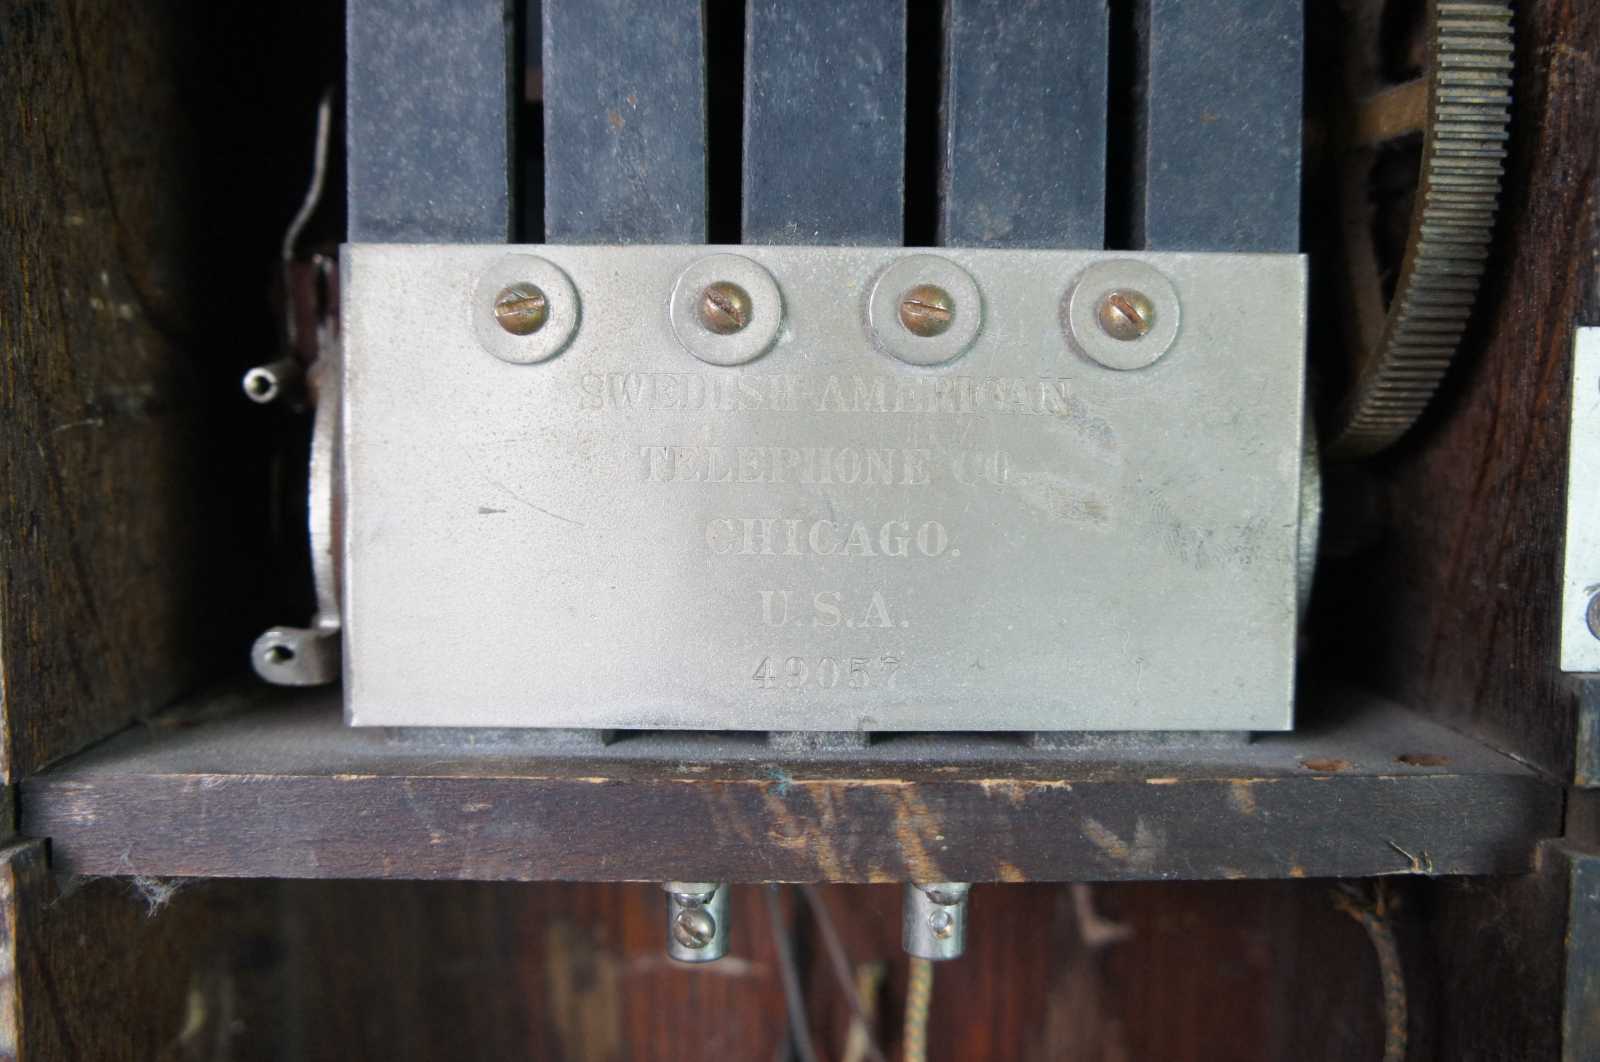 SWEDISH-AMERICAN
TELEPHONE CO.
CHICAGO.
U.S.A.
49057